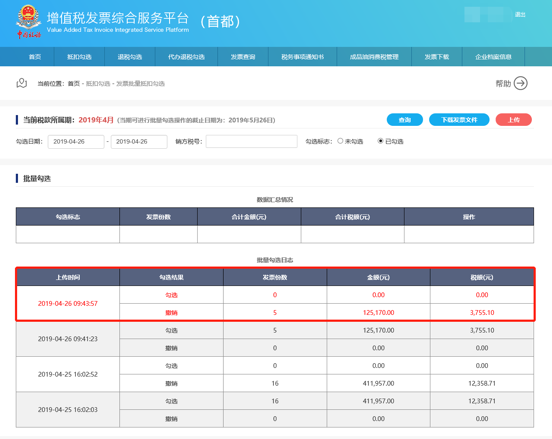 增值税发票综合服务平台 （首都）
Value Added Tax Invoice Integrated Service Platform
退出
中国税务
首页 抵扣勾选 退税勾选 代办退税勾选 发票查询 税务事项通知书 成品油消费税管理 发票下载 企业档案信息
当前位置：首页 - 抵扣勾选 - 发票批量抵扣勾选 帮助
当前税款所属期：2019年4月 (当期可进行批量勾选操作的截止日期为：2019年5月26日) 查询 下载发票文件 上传
勾选日期： 2019-04-26 - 2019-04-26 销方税号： 勾选标志： 未勾选 已勾选
批量勾选
数据汇总情况
勾选标志 发票份数 合计金额(元) 合计税额(元) 操作
批量勾选日志
上传时间 勾选结果 发票份数 金额(元) 税额(元)
2019-04-26 09:43:57 勾选 0 0.00 0.00
撤销 5 125,170.00 3,755.10
2019-04-26 09:41:23 勾选 5 125,170.00 3,755.10
撤销 0 0.00 0.00
2019-04-25 16:02:52 勾选 0 0.00 0.00
撤销 16 411,957.00 12,358.71
2019-04-25 16:02:03 勾选 16 411,957.00 12,358.71
撤销 0 0.00 0.00